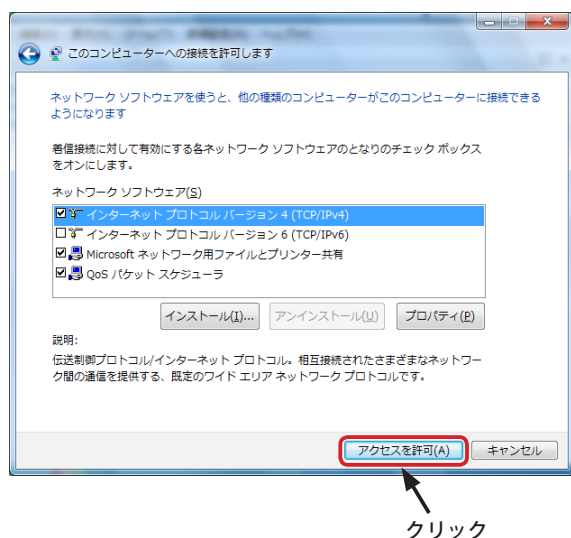 このコンピューターへの接続を許可します
ネットワーク ソフトウェアを使うと、他の種類のコンピューターがこのコンピューターに接続できる
ようになります
着信接続に対して有効にする各ネットワーク ソフトウェアのとなりのチェック ボックス
をオンにします。
ネットワーク ソフトウェア(S)
インターネット プロトコル バージョン 4 (TCP/IPv4)
インターネット プロトコル バージョン 6 (TCP/IPv6)
Microsoft ネットワーク用ファイルとプリンター共有
QoS パケット スケジューラ
インストール(I)... アンインストール(U) プロパティ(P)
説明:
伝送制御プロトコル/インターネット プロトコル。相互接続されたさまざまなネットワー
ク間の通信を提供する、既定のワイド エリア ネットワーク プロトコルです。
アクセスを許可(A) キャンセル
クリック